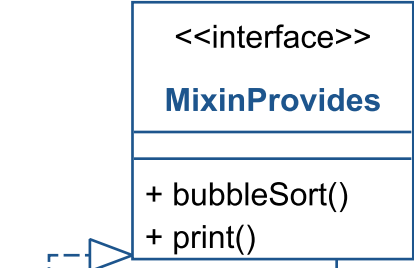 <<interface>>
MixinProvides
+ bubbleSort()
+ print()